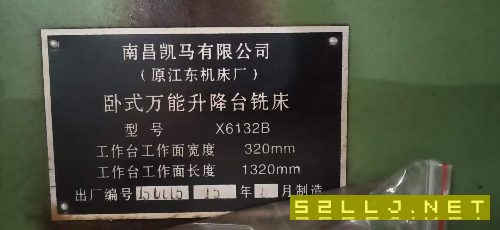 南昌凯马有限公司
（原江东机床厂）
卧式万能升降台铣床
型 号 X6132B
工作台工作面宽度 320mm
工作台工作面长度 1320mm
出厂编号 15 年 月制造
52LLJ.NET